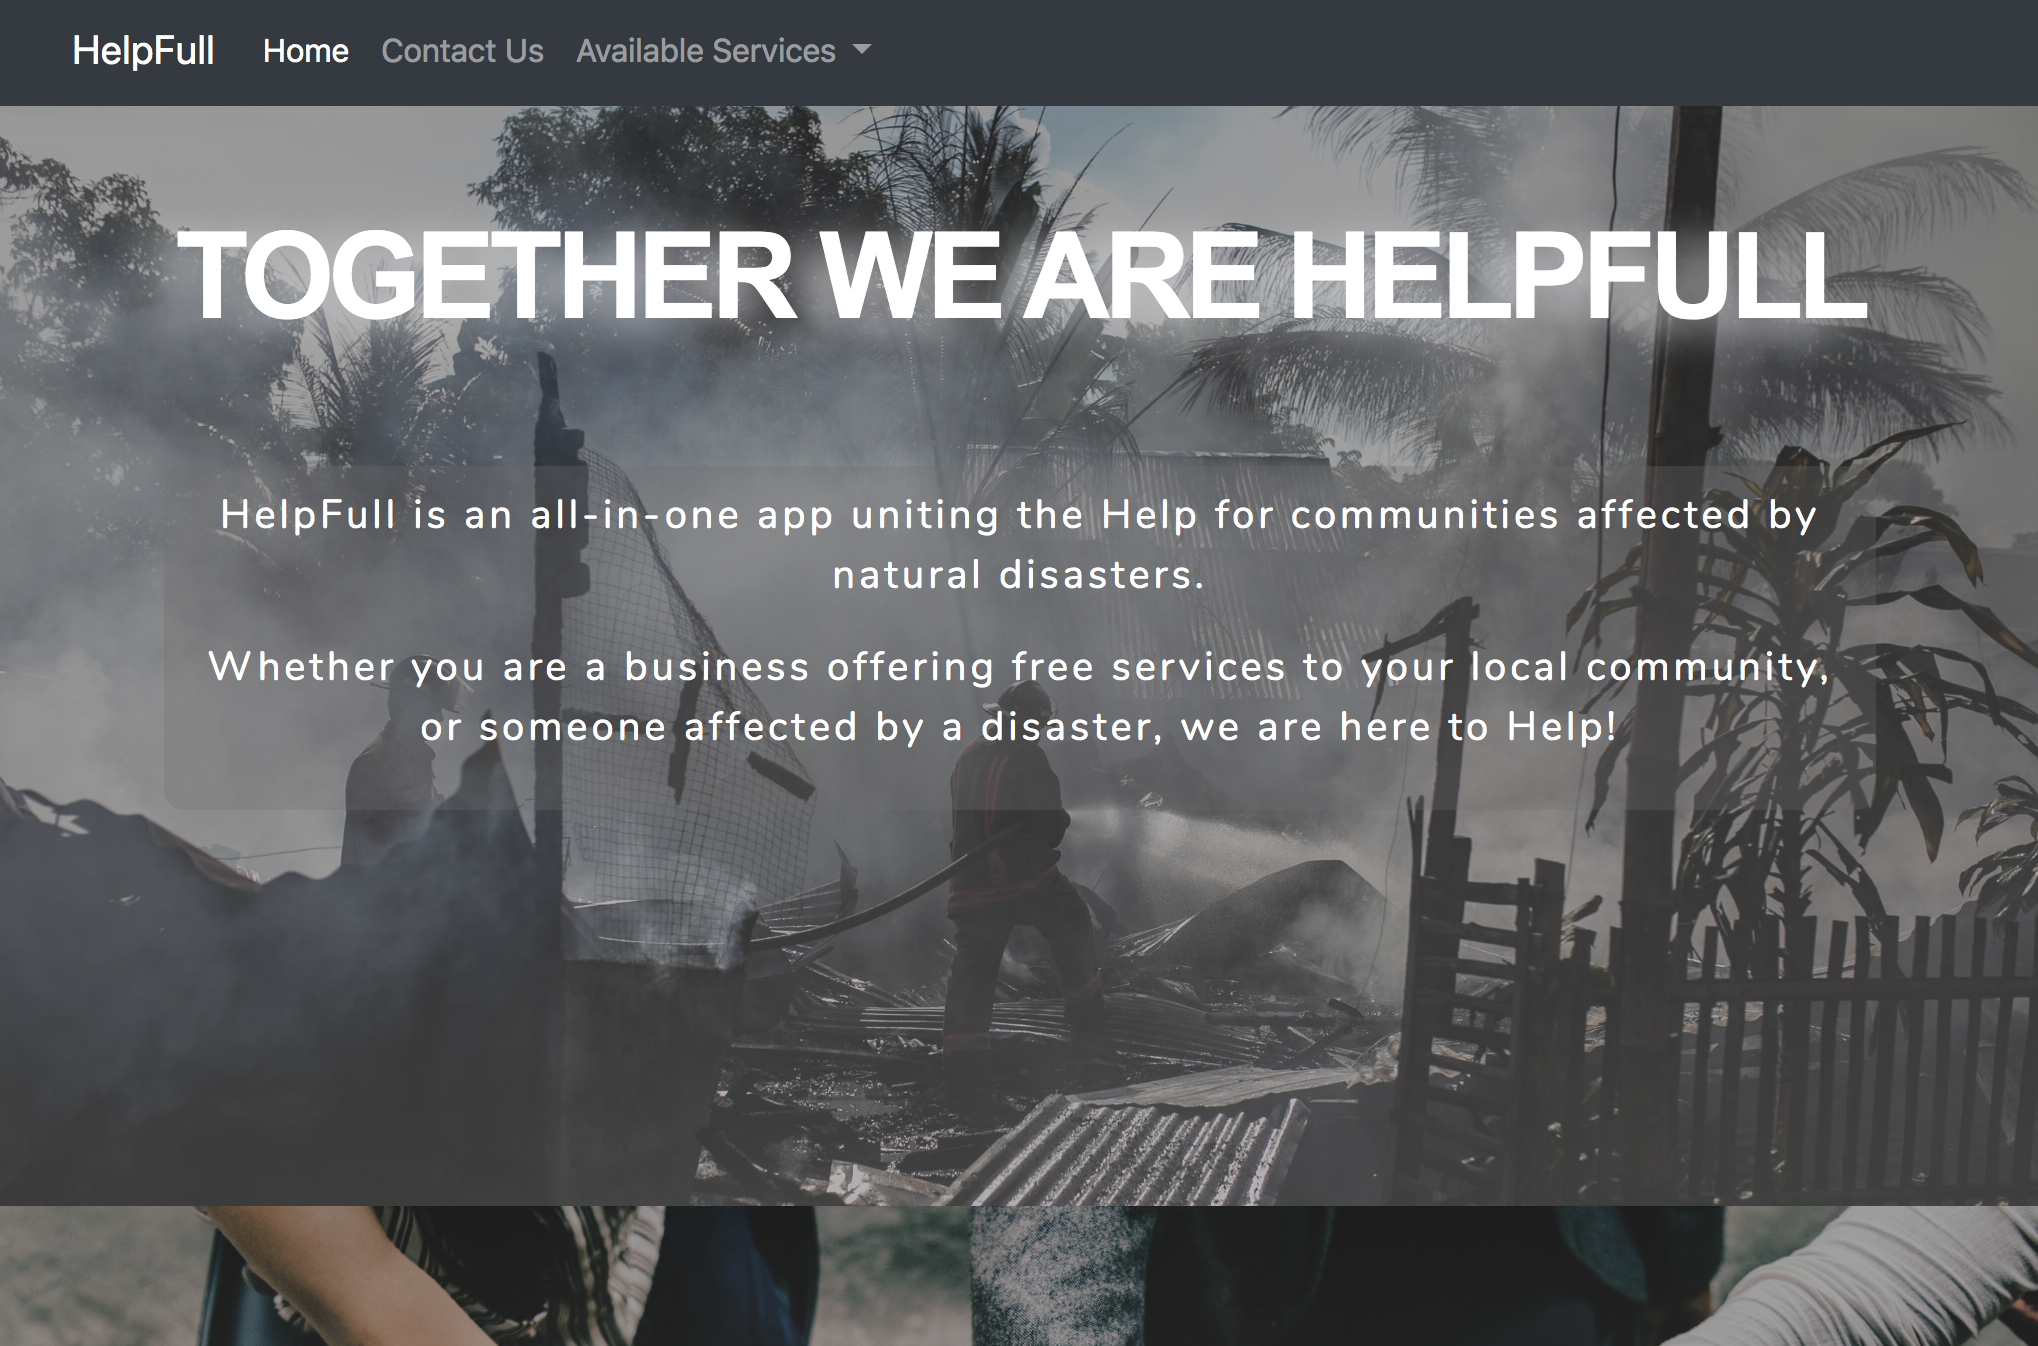 HelpFull Home Contact Us Available Services
TOGETHER WE ARE HELPFULL
HelpFull is an all-in-one app uniting the Help for communities affected by
natural disasters.
Whether you are a business offering free services to your local community,
or someone affected by a disaster, we are here to Help!